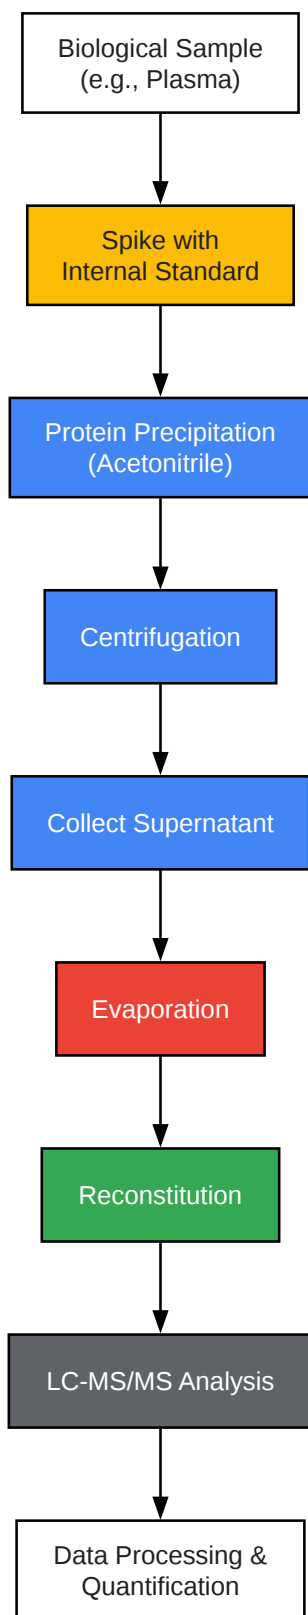 Biological Sample
(e.g., Plasma)
Spike with
Internal Standard
Protein Precipitation
(Acetonitrile)
Centrifugation
Collect Supernatant
Evaporation
Reconstitution
LC-MS/MS Analysis
Data Processing &
Quantification